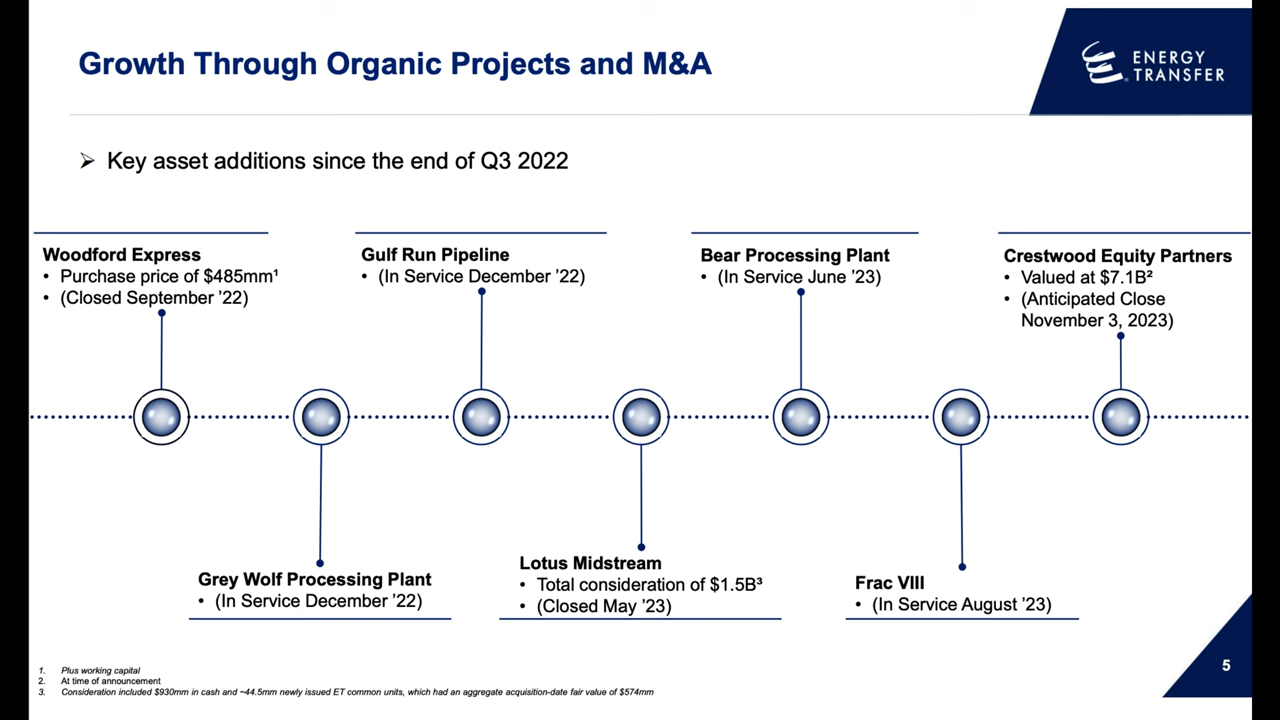 Growth Through Organic Projects and M&A
ENERGY
TRANSFER
➢ Key asset additions since the end of Q3 2022
Woodford Express
• Purchase price of $485mm¹
• (Closed September ’22)
Gulf Run Pipeline
• (In Service December ’22)
Bear Processing Plant
• (In Service June ’23)
Crestwood Equity Partners
• Valued at $7.1B²
• (Anticipated Close
November 3, 2023)
Grey Wolf Processing Plant
• (In Service December ’22)
Lotus Midstream
• Total consideration of $1.5B³
• (Closed May ’23)
Frac VIII
• (In Service August ’23)
1. Plus working capital
2. At time of announcement
3. Consideration included $930mm in cash and ~44.5mm newly issued ET common units, which had an aggregate acquisition-date fair value of $574mm
5